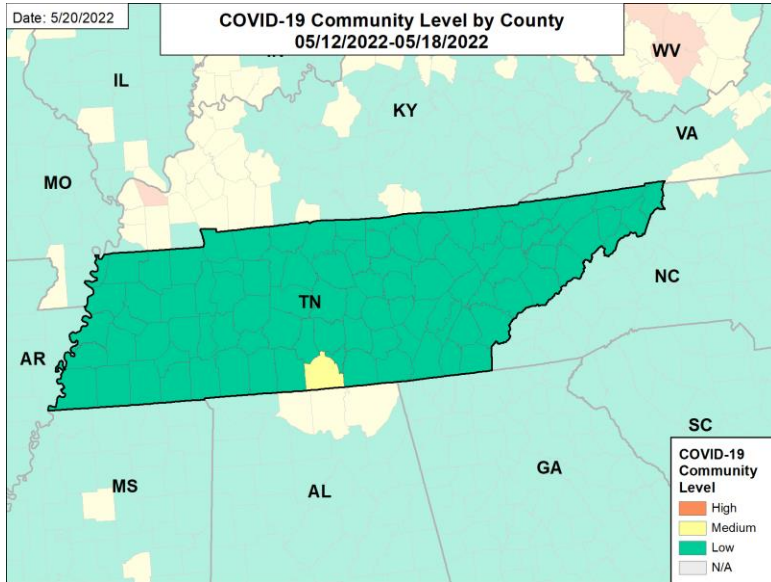 Date: 5/20/2022
COVID-19 Community Level by County
05/12/2022-05/18/2022
WV
IL
KY
VA
MO
NC
TN
AR
SC
MS
AL
GA
COVID-19
Community
Level
High
Medium
Low
N/A